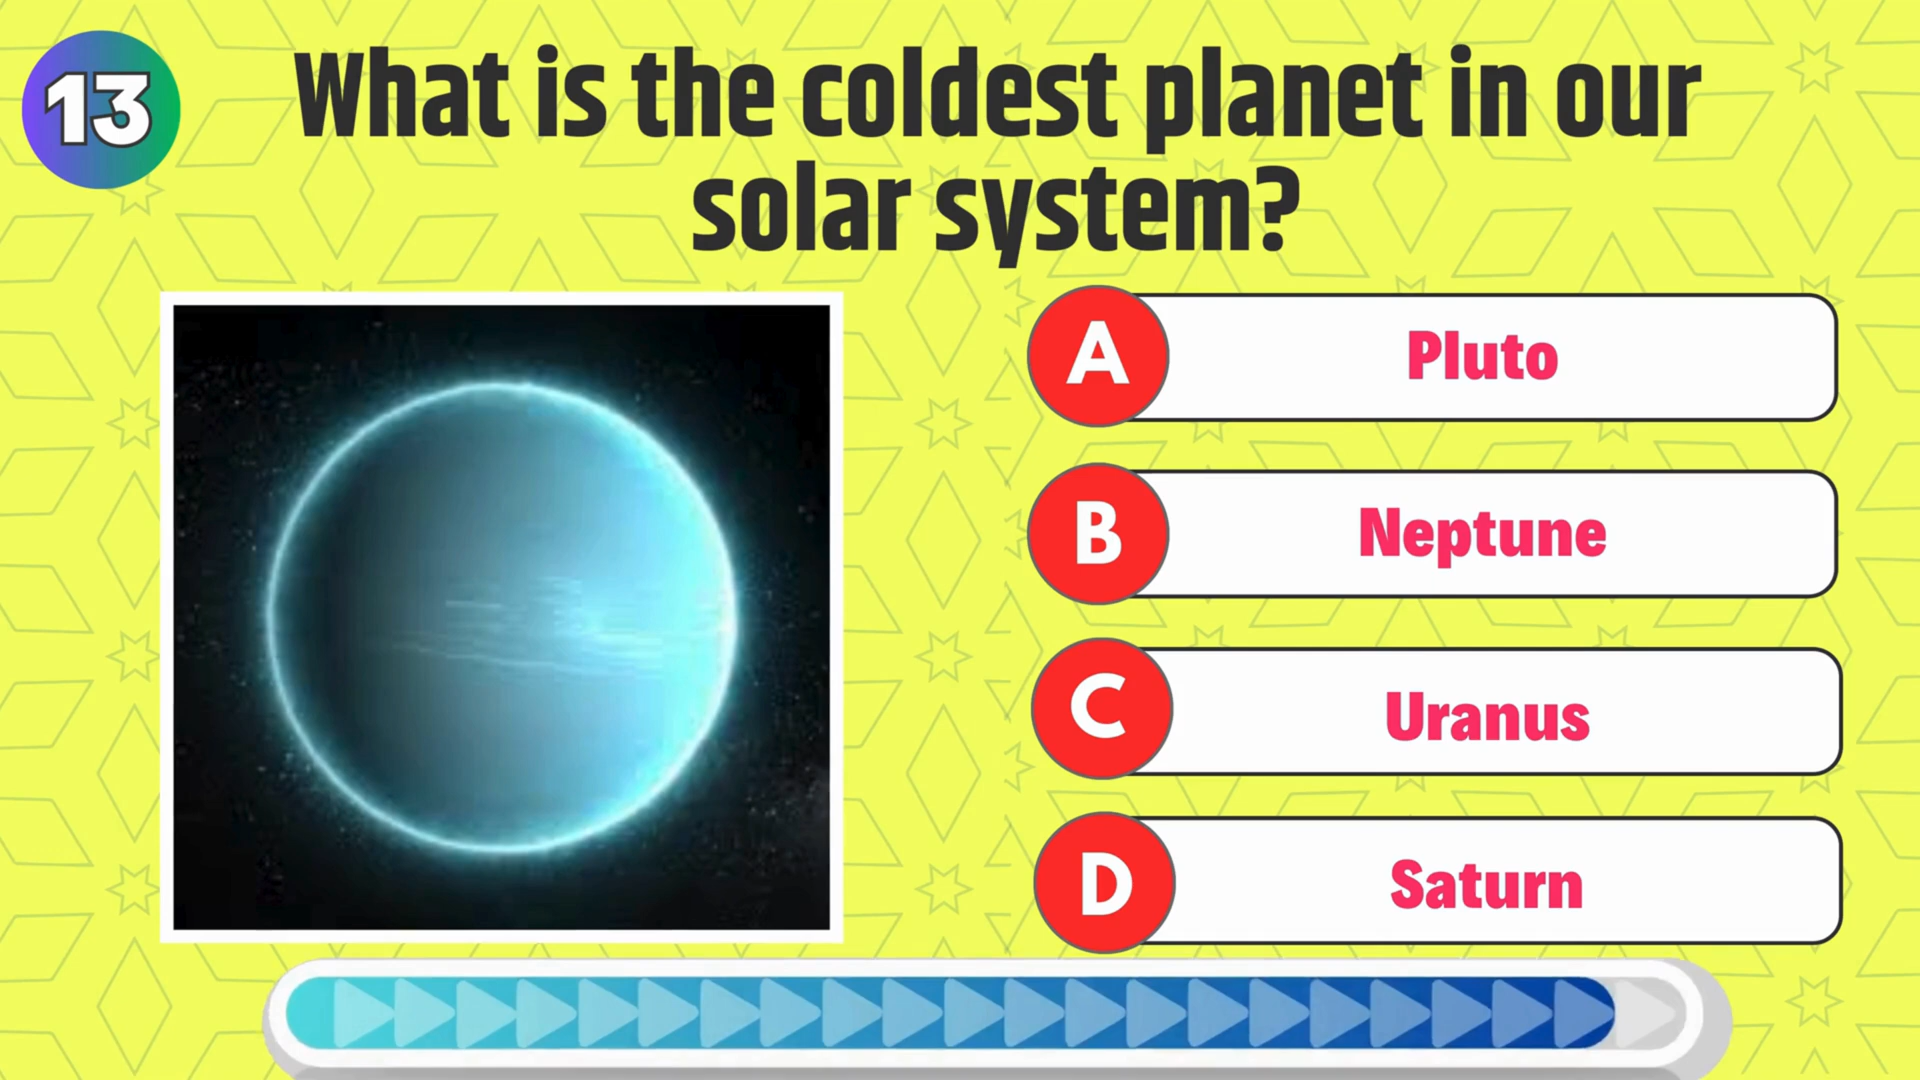 13
What is the coldest planet in our
solar system?
A Pluto
B Neptune
C Uranus
D Saturn